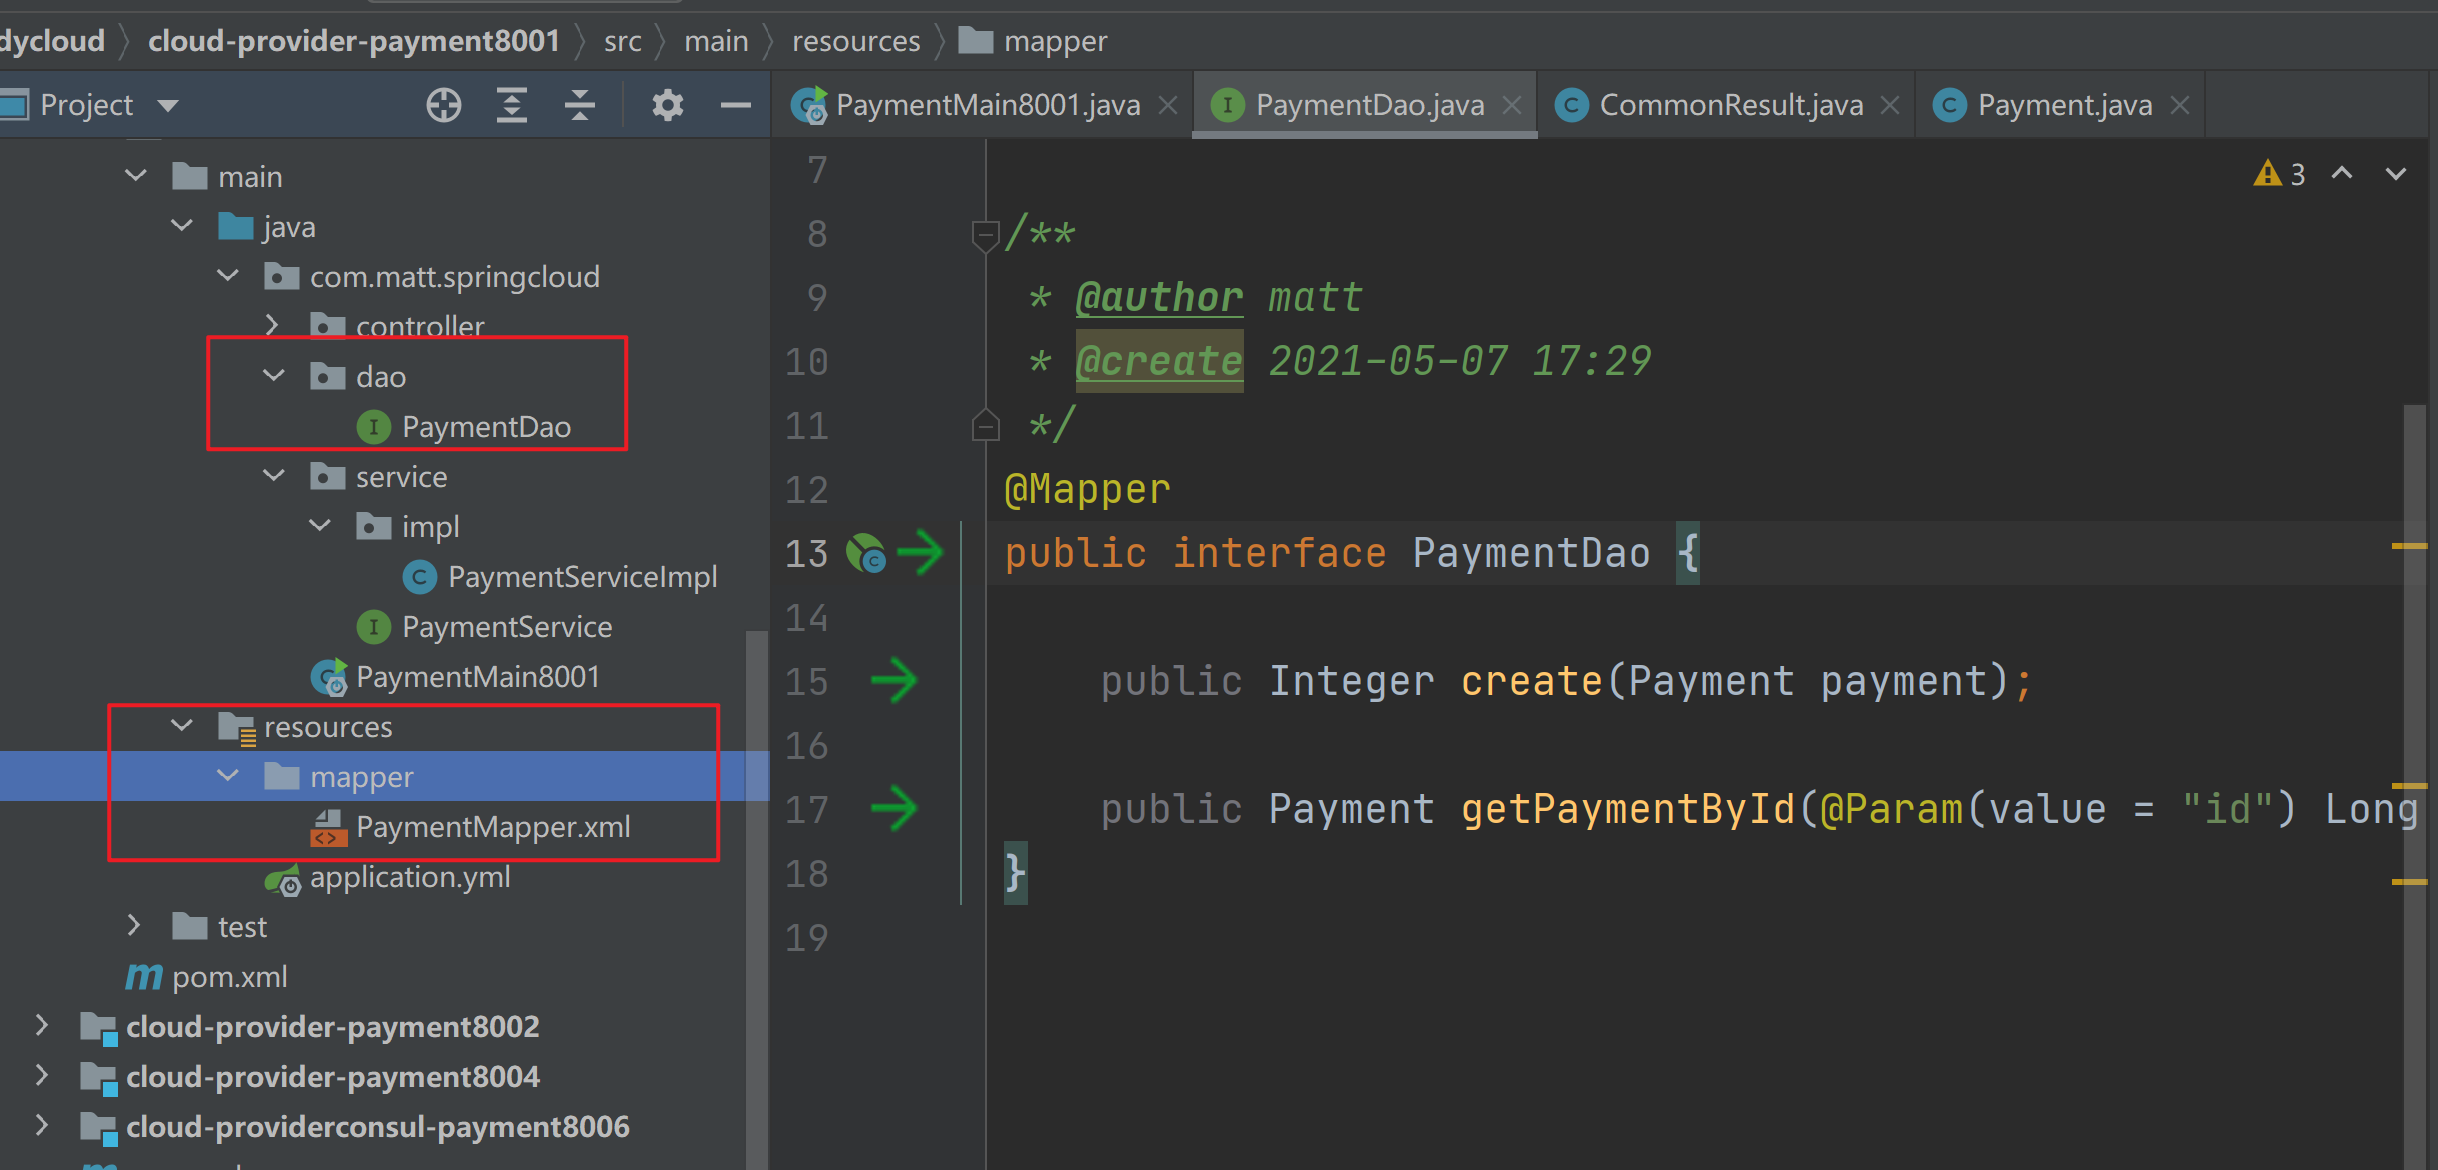 dycloud cloud-provider-payment8001 src main resources mapper
Project
PaymentMain8001.java PaymentDao.java CommonResult.java Payment.java
main
java
com.matt.springcloud
controller
dao
PaymentDao
service
impl
PaymentServiceImpl
PaymentService
PaymentMain8001
resources
mapper
PaymentMapper.xml
application.yml
test
pom.xml
cloud-provider-payment8002
cloud-provider-payment8004
cloud-providerconsul-payment8006
3
7
8 /**
9 * @author matt
10 * @create 2021-05-07 17:29
11 */
12 @Mapper
13 public interface PaymentDao {
14
15 public Integer create(Payment payment);
16
17 public Payment getPaymentById(@Param(value = "id") Long
18 }
19